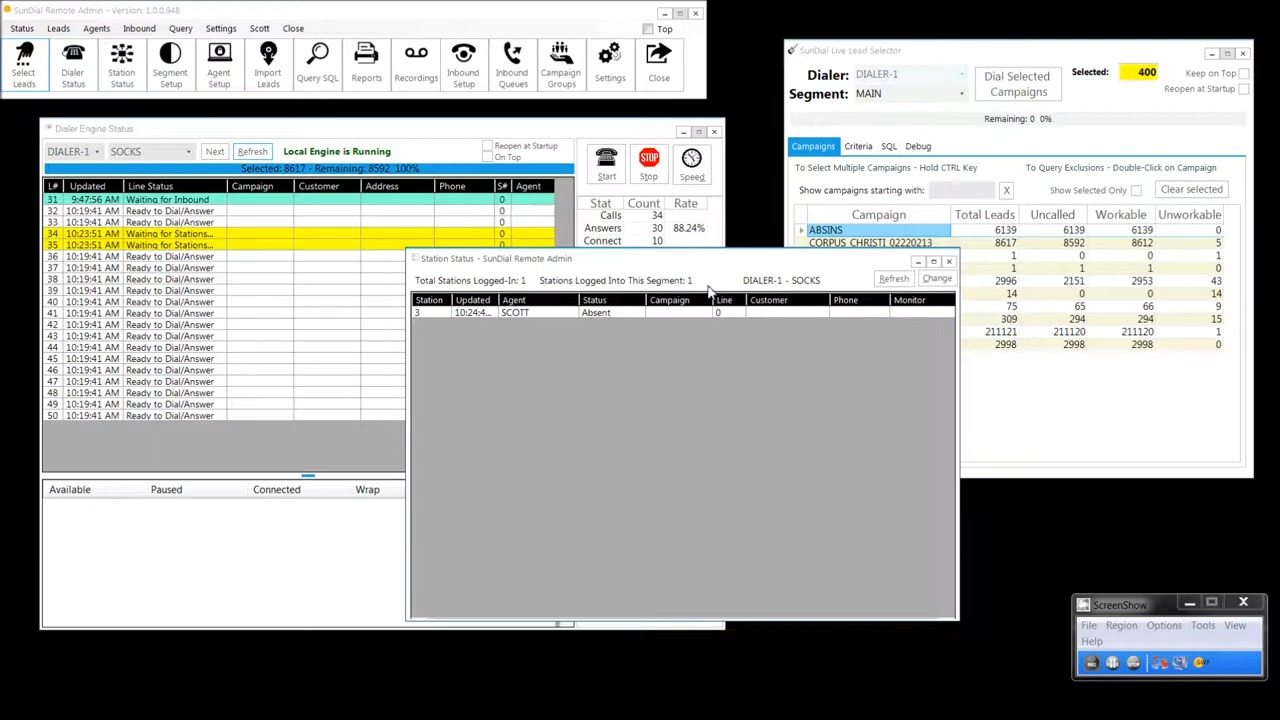 SunDial Remote Admin - Version: 1.0.0.948
Status Leads Agents Inbound Query Settings Scott Close Top
Select Leads
Dialer Status
Station Status
Segment Setup
Agent Setup
Import Leads
Query SQL
Reports
Recordings
Inbound Setup
Inbound Queues
Campaign Groups
Settings
Close
Dialer Engine Status
DIALER-1 SOCKS Next Refresh Local Engine is Running
Reopen at Startup
On Top
Selected: 8617 - Remaining: 8592 100%
L# Updated Line Status Campaign Customer Address Phone S# Agent
31 9:47:56 AM Waiting for Inbound 0
32 10:19:41 AM Ready to Dial/Answer 0
33 10:19:41 AM Ready to Dial/Answer 0
34 10:23:51 AM Waiting for Stations... 0
35 10:23:51 AM Waiting for Stations... 0
36 10:19:41 AM Ready to Dial/Answer
37 10:19:41 AM Ready to Dial/Answer
38 10:19:41 AM Ready to Dial/Answer
39 10:19:41 AM Ready to Dial/Answer
40 10:19:41 AM Ready to Dial/Answer
41 10:19:41 AM Ready to Dial/Answer
42 10:19:41 AM Ready to Dial/Answer
43 10:19:41 AM Ready to Dial/Answer
44 10:19:41 AM Ready to Dial/Answer
45 10:19:41 AM Ready to Dial/Answer
46 10:19:41 AM Ready to Dial/Answer
47 10:19:41 AM Ready to Dial/Answer
48 10:19:41 AM Ready to Dial/Answer
49 10:19:41 AM Ready to Dial/Answer
50 10:19:41 AM Ready to Dial/Answer
Available Paused Connected Wrap
Start Stop Speed
Stat Count Rate
Calls 34
Answers 30 88.24%
Connect 10
Station Status - SunDial Remote Admin
Total Stations Logged-In: 1 Stations Logged Into This Segment: 1 DIALER-1 - SOCKS Refresh Change
Station Updated Agent Status Campaign Line Customer Phone Monitor
3 10:24:4... SCOTT Absent 0
SunDial Live Lead Selector
Dialer: DIALER-1
Segment: MAIN
Dial Selected Campaigns
Selected: 400
Keep on Top
Reopen at Startup
Remaining: 0 0%
Campaigns Criteria SQL Debug
To Select Multiple Campaigns - Hold CTRL Key To Query Exclusions - Double-Click on Campaign
Show campaigns starting with: X Show Selected Only Clear selected
Campaign Total Leads Uncalled Workable Unworkable
ABSINS 6139 6139 6139 0
CORPUS CHRISTI 02220213 8617 8592 8612 5
1 1 1 0
2996 2151 2953 43
14 14 14 0
75 65 66 9
309 294 294 15
211121 211120 211120 1
2998 2998 2998 0
ScreenShow
File Region Options Tools View
Help
REC
STOP
SWF